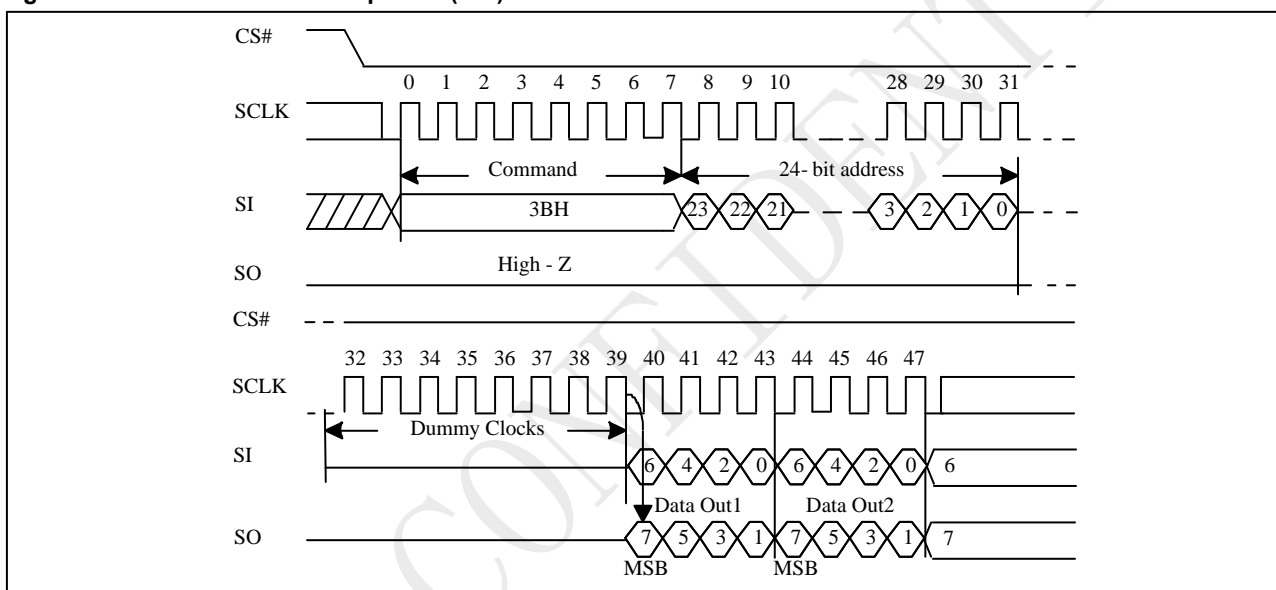 CS#
0 1 2 3 4 5 6 7 8 9 10 28 29 30 31
SCLK
Command 24- bit address
SI 3BH 23 22 21 3 2 1 0
High - Z
SO
CS#
32 33 34 35 36 37 38 39 40 41 42 43 44 45 46 47
SCLK
Dummy Clocks
SI 6 4 2 0 6 4 2 0 6
Data Out1 Data Out2
SO 7 5 3 1 7 5 3 1 7
MSB MSB
CONFIDENT